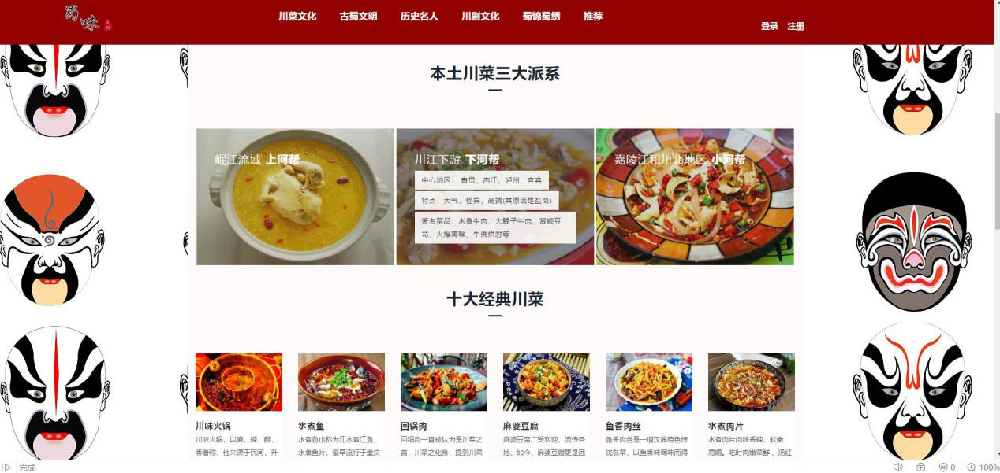 蜀味
川菜文化 古蜀文明 历史名人 川剧文化 蜀锦蜀绣 推荐
登录 注册
本土川菜三大派系
岷江流域 上河帮
川江下游 下河帮
中心地区： 自贡、内江、泸州、宜宾
特点：大气，怪异，高端(其原因是盐商)
著名菜品：水煮牛肉、火鞭子牛肉、富顺豆
花、火爆黄喉、牛佛烘肘等
嘉陵江和川北地区 小河帮
十大经典川菜
川味火锅
川味火锅，以麻，辣，鲜，
香著称，他来源于民间，升
水煮鱼
水煮鱼也称为江水煮江鱼、
水煮鱼片，最早流行于重庆
回锅肉
回锅肉一直被认为是川菜之
首，川菜之化身，提到川菜
麻婆豆腐
麻婆豆腐广受欢迎，流传各
地，如今，麻婆豆腐更是远
鱼香肉丝
鱼香肉丝是一道汉族特色传
统名菜，以鱼香味调味而得
水煮肉片
水煮肉片肉味香辣，软嫩，
易嚼。吃时肉嫩菜鲜 ，汤红
完成
0
100%